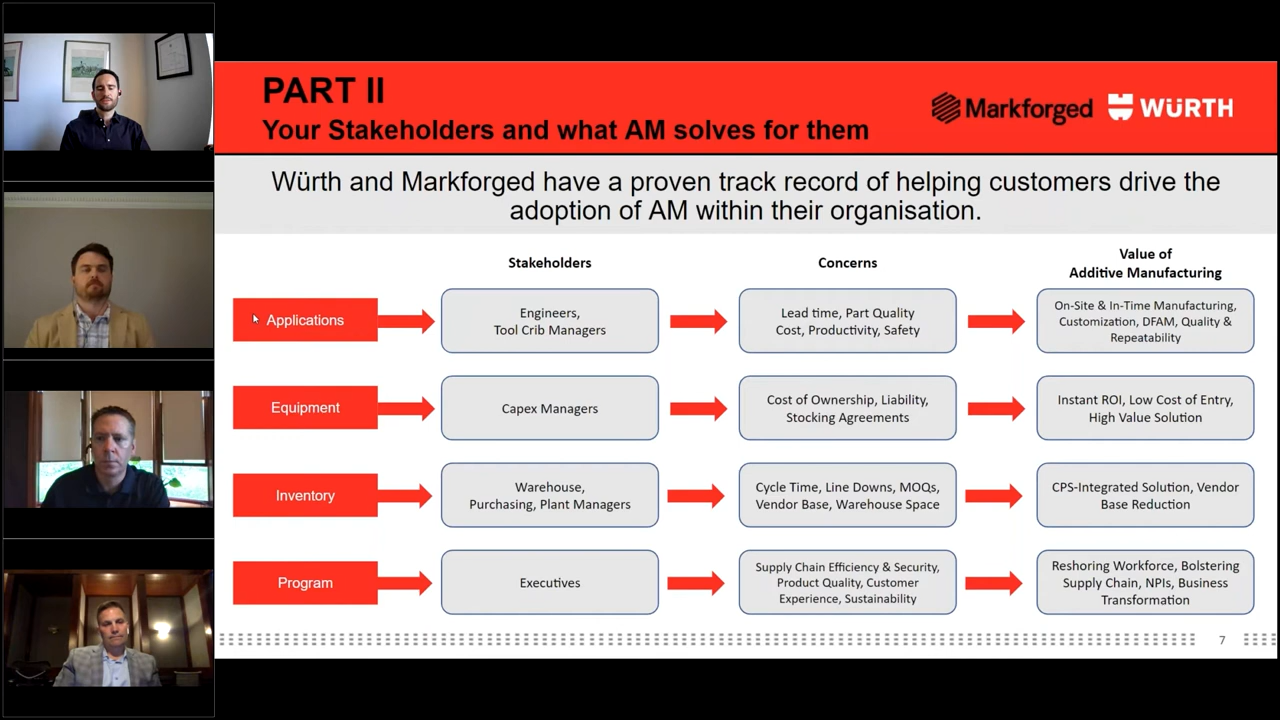 PART II
Your Stakeholders and what AM solves for them
Markforged
WÜRTH
Würth and Markforged have a proven track record of helping customers drive the
adoption of AM within their organisation.
Stakeholders
Concerns
Value of
Additive Manufacturing
Applications
Engineers,
Tool Crib Managers
Lead time, Part Quality
Cost, Productivity, Safety
On-Site & In-Time Manufacturing,
Customization, DFAM, Quality &
Repeatability
Equipment
Capex Managers
Cost of Ownership, Liability,
Stocking Agreements
Instant ROI, Low Cost of Entry,
High Value Solution
Inventory
Warehouse,
Purchasing, Plant Managers
Cycle Time, Line Downs, MOQs,
Vendor Base, Warehouse Space
CPS-Integrated Solution, Vendor
Base Reduction
Program
Executives
Supply Chain Efficiency & Security,
Product Quality, Customer
Experience, Sustainability
Reshoring Workforce, Bolstering
Supply Chain, NPIs, Business
Transformation
7